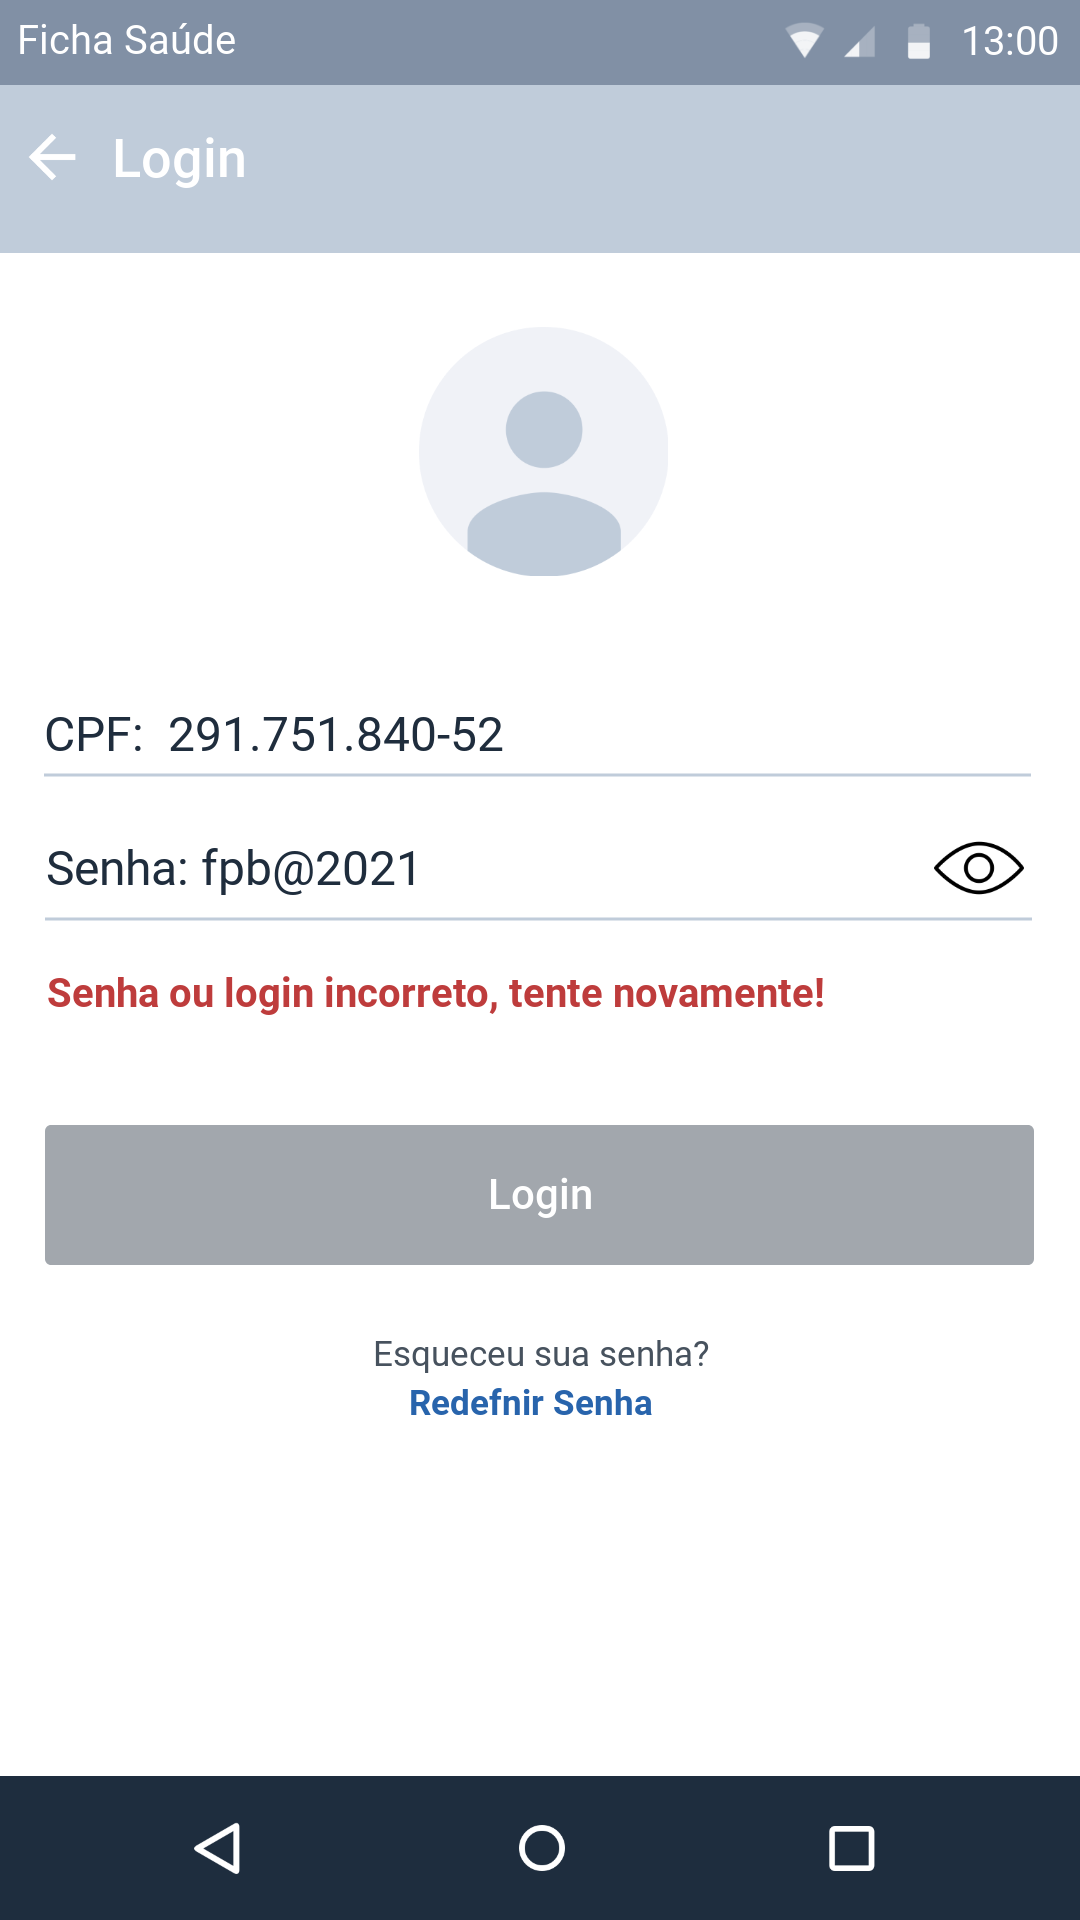 Ficha Saúde 13:00
Login
CPF: 291.751.840-52
Senha: fpb@2021
Senha ou login incorreto, tente novamente!
Login
Esqueceu sua senha?
Redefnir Senha